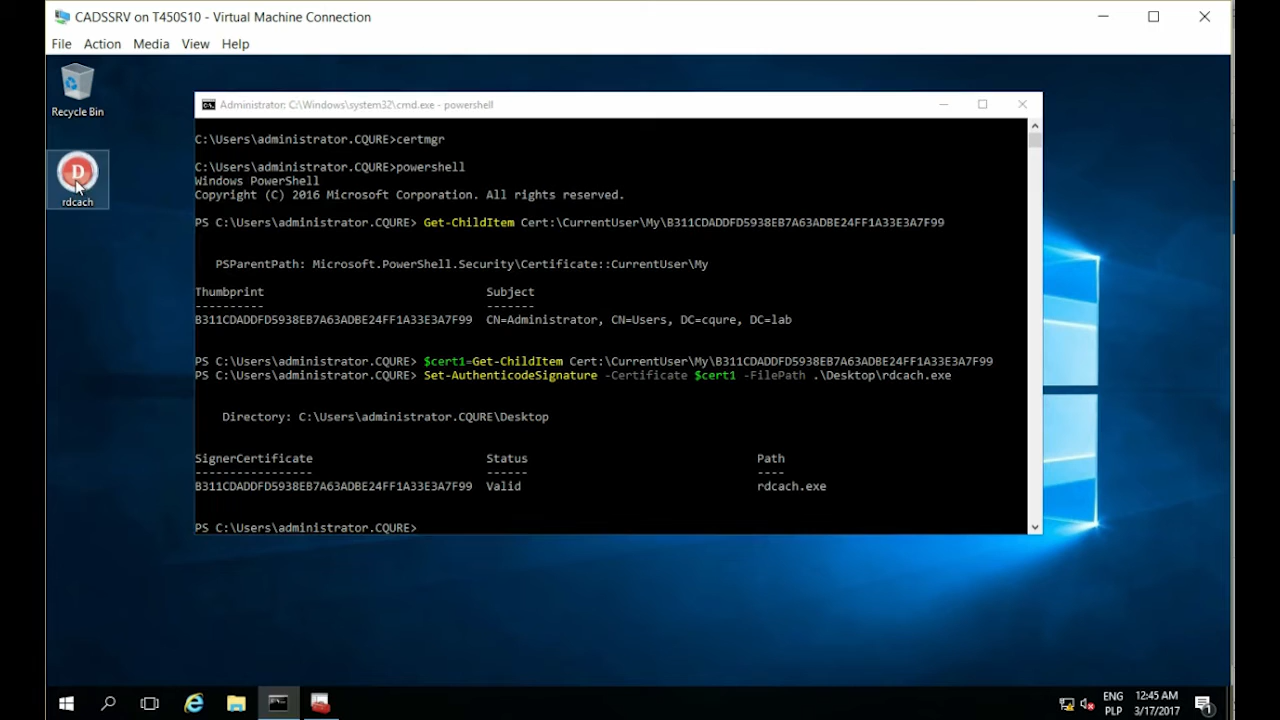 CADSSRV on T450S10 - Virtual Machine Connection
File Action Media View Help
Recycle Bin
D
rdcach
Administrator: C:\Windows\system32\cmd.exe - powershell
C:\Users\administrator.CQURE>certmgr
C:\Users\administrator.CQURE>powershell
Windows PowerShell
Copyright (C) 2016 Microsoft Corporation. All rights reserved.
PS C:\Users\administrator.CQURE> Get-ChildItem Cert:\CurrentUser\My\B311CDADDFD5938EB7A63ADBE24FF1A33E3A7F99
PSParentPath: Microsoft.PowerShell.Security\Certificate::CurrentUser\My
Thumbprint Subject
---------- -------
B311CDADDFD5938EB7A63ADBE24FF1A33E3A7F99 CN=Administrator, CN=Users, DC=cqure, DC=lab
PS C:\Users\administrator.CQURE> $cert1=Get-ChildItem Cert:\CurrentUser\My\B311CDADDFD5938EB7A63ADBE24FF1A33E3A7F99
PS C:\Users\administrator.CQURE> Set-AuthenticodeSignature -Certificate $cert1 -FilePath .\Desktop\rdcach.exe
Directory: C:\Users\administrator.CQURE\Desktop
SignerCertificate Status Path
----------------- ------ ----
B311CDADDFD5938EB7A63ADBE24FF1A33E3A7F99 Valid rdcach.exe
PS C:\Users\administrator.CQURE>
ENG 12:45 AM
PLP 3/17/2017
1